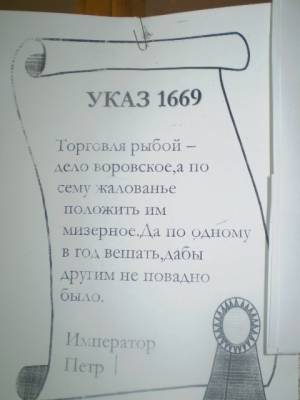 УКАЗ 1669
Торговля рыбой –
дело воровское,а по
сему жалованье
положить им
мизерное.Да по одному
в год вешать,дабы
другим не повадно
было.
Император
Петр |